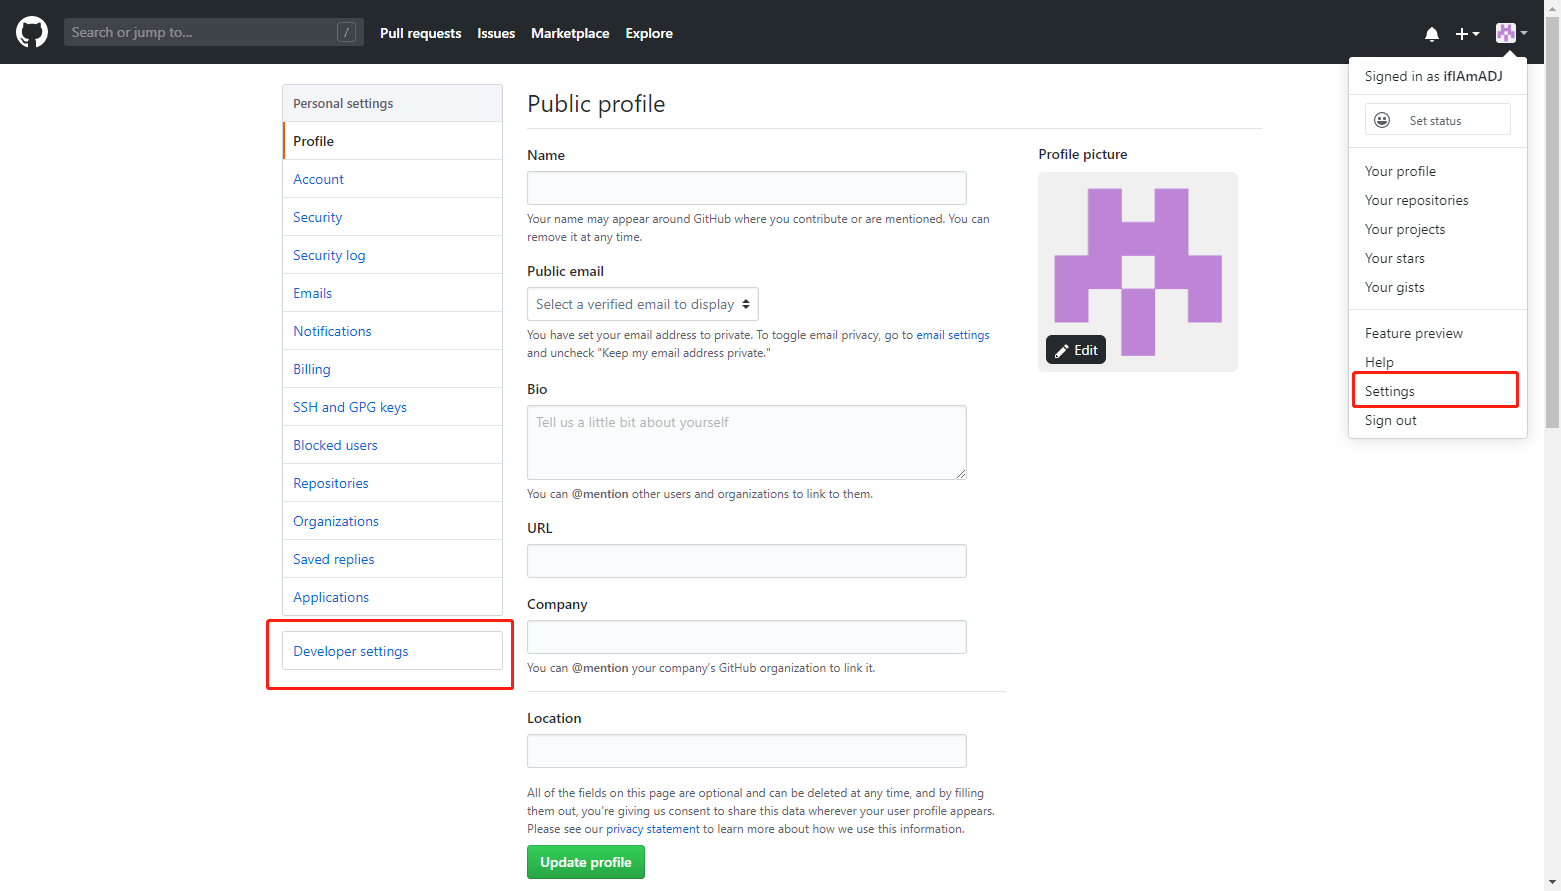 Search or jump to...
/
Pull requests
Issues
Marketplace
Explore
Signed in as ifIAmADJ
Set status
Your profile
Your repositories
Your projects
Your stars
Your gists
Feature preview
Help
Settings
Sign out
Personal settings
Profile
Account
Security
Security log
Emails
Notifications
Billing
SSH and GPG keys
Blocked users
Repositories
Organizations
Saved replies
Applications
Developer settings
Public profile
Name
Your name may appear around GitHub where you contribute or are mentioned. You can
remove it at any time.
Public email
Select a verified email to display
You have set your email address to private. To toggle email privacy, go to email settings
and uncheck "Keep my email address private."
Bio
Tell us a little bit about yourself
You can @mention other users and organizations to link to them.
URL
Company
You can @mention your company's GitHub organization to link it.
Location
All of the fields on this page are optional and can be deleted at any time, and by filling
them out, you're giving us consent to share this data wherever your user profile appears.
Please see our privacy statement to learn more about how we use this information.
Update profile
Profile picture
Edit